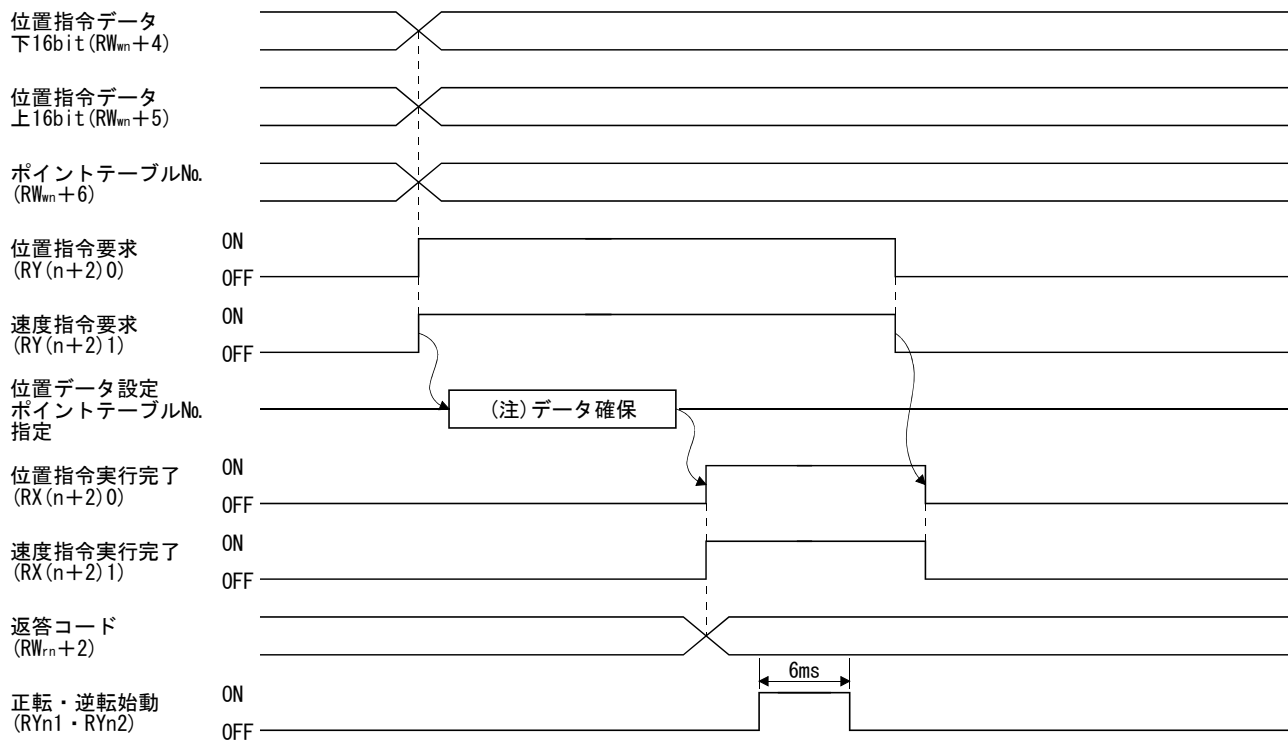 位置指令データ
下16bit(RWwn+4)
位置指令データ
上16bit(RWwn+5)
ポイントテーブル№.
(RWwn+6)
位置指令要求
(RY(n+2)0)
ON
OFF
速度指令要求
(RY(n+2)1)
ON
OFF
位置データ設定
ポイントテーブル№.
指定
(注)データ確保
位置指令実行完了
(RX(n+2)0)
ON
OFF
速度指令実行完了
(RX(n+2)1)
ON
OFF
返答コード
(RWrn+2)
6ms
正転・逆転始動
(RYn1・RYn2)
ON
OFF